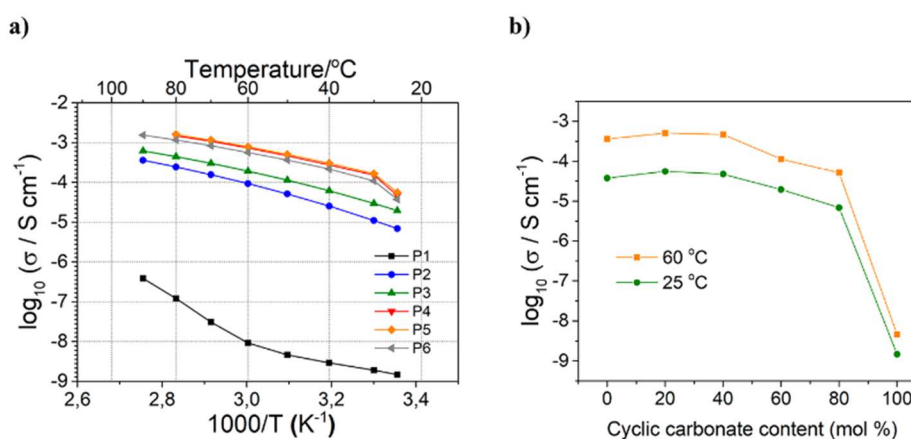 a)
Temperature/°C
100 80 60 40 20
-2
-3
-4
-5
-6
-7
-8
-9
log₁₀ (σ / S cm⁻¹)
P1
P2
P3
P4
P5
P6
2,6 2,8 3,0 3,2 3,4
1000/T (K⁻¹)
b)
-3
-4
-5
-6
-7
-8
-9
log₁₀ (σ / S cm⁻¹)
60 °C
25 °C
0 20 40 60 80 100
Cyclic carbonate content (mol %)